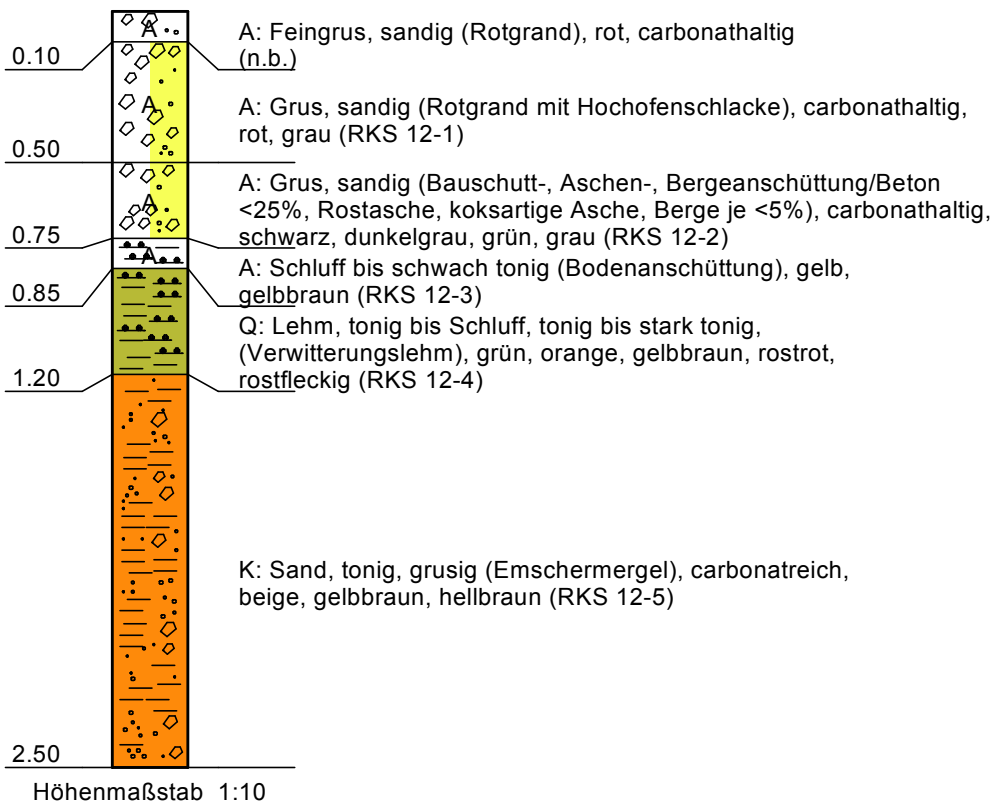 A
A: Feingrus, sandig (Rotgrand), rot, carbonathaltig
0.10
(n.b.)
A
A: Grus, sandig (Rotgrand mit Hochofenschlacke), carbonathaltig,
rot, grau (RKS 12-1)
0.50
A
A: Grus, sandig (Bauschutt-, Aschen-, Bergeanschüttung/Beton
<25%, Rostasche, koksartige Asche, Berge je <5%), carbonathaltig,
0.75
schwarz, dunkelgrau, grün, grau (RKS 12-2)
A
A: Schluff bis schwach tonig (Bodenanschüttung), gelb,
0.85
gelbbraun (RKS 12-3)
Q: Lehm, tonig bis Schluff, tonig bis stark tonig,
(Verwitterungslehm), grün, orange, gelbbraun, rostrot,
1.20
rostfleckig (RKS 12-4)
K: Sand, tonig, grusig (Emschermergel), carbonatreich,
beige, gelbbraun, hellbraun (RKS 12-5)
2.50
Höhenmaßstab 1:10